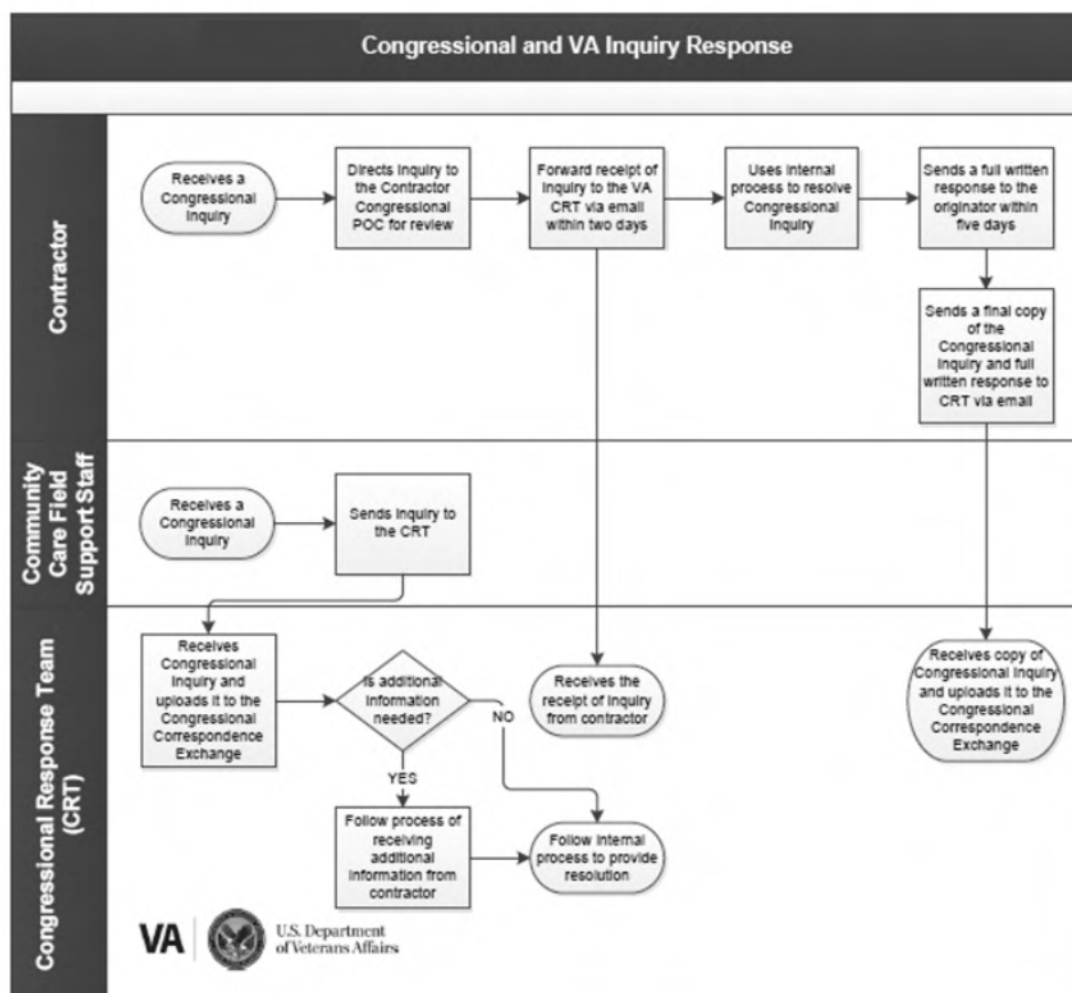 Congressional and VA Inquiry Response
Contractor
Receives a
Congressional
Inquiry
Directs Inquiry to
the Contractor
Congressional
POC for review
Forward receipt of
Inquiry to the VA
CRT via email
within two days
Uses internal
process to resolve
Congressional
Inquiry
Sends a full written
response to the
originator within
five days
Sends a final copy
of the
Congressional
Inquiry and full
written response to
CRT via email
Community
Care Field
Support Staff
Receives a
Congressional
Inquiry
Sends Inquiry to
the CRT
Congressional Response Team
(CRT)
Receives
Congressional
Inquiry and
uploads it to the
Congressional
Correspondence
Exchange
Is additional
information
needed?
NO
YES
Receives the
receipt of Inquiry
from contractor
Receives copy of
Congressional Inquiry
and uploads it to the
Congressional
Correspondence
Exchange
Follow process of
receiving
additional
information from
contractor
Follow internal
process to provide
resolution
VA
U.S. Department
of Veterans Affairs